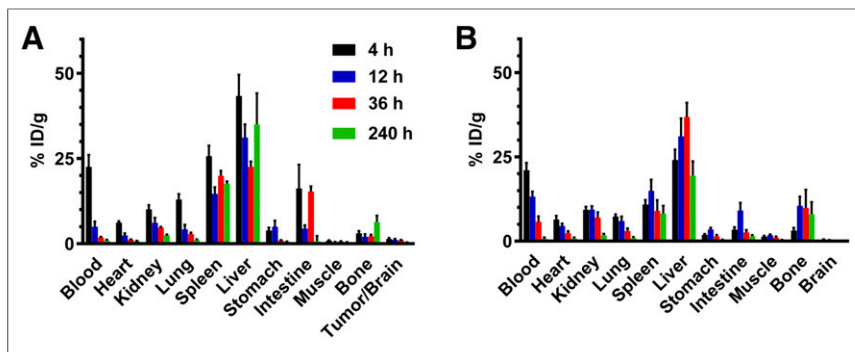 A
B
4 h
12 h
36 h
240 h
% ID/g
50
25
0
Blood
Heart
Kidney
Lung
Spleen
Liver
Stomach
Intestine
Muscle
Bone
Tumor/Brain
% ID/g
50
25
0
Blood
Heart
Kidney
Lung
Spleen
Liver
Stomach
Intestine
Muscle
Bone
Brain